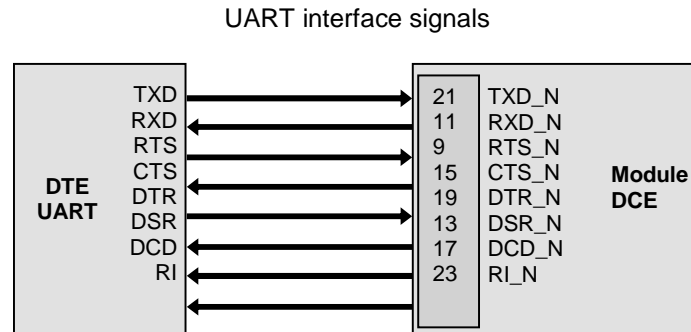 UART interface signals
TXD 21 TXD_N
RXD 11 RXD_N
RTS 9 RTS_N
CTS 15 CTS_N
DTE UART
DTR 19 DTR_N
Module DCE
DSR 13 DSR_N
DCD 17 DCD_N
RI 23 RI_N